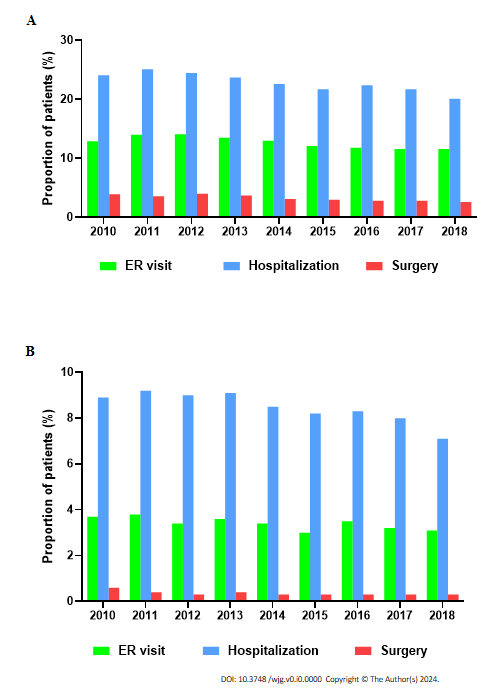 A
Proportion of patients (%)
30
20
10
0
2010 2011 2012 2013 2014 2015 2016 2017 2018
ER visit Hospitalization Surgery
B
Proportion of patients (%)
10
8
6
4
2
0
2010 2011 2012 2013 2014 2015 2016 2017 2018
ER visit Hospitalization Surgery
DOI: 10.3748 /wjg.v0.i0.0000 Copyright © The Author(s) 2024.